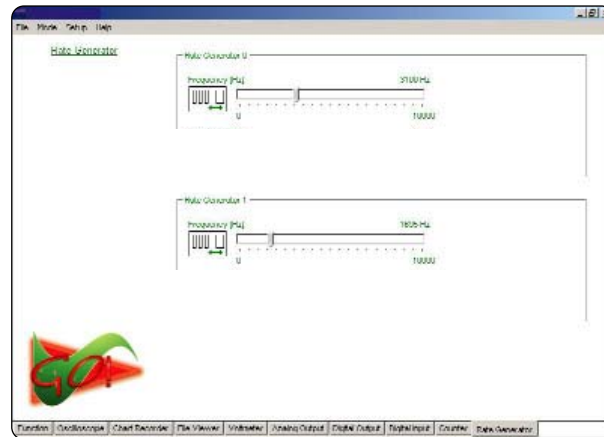 File Mode Setup Help
Rate Generator
Rate Generator 0
Frequency [Hz] 3100 Hz
0 10000
Rate Generator 1
Frequency [Hz] 1695 Hz
0 10000
GO!
Function Oscilloscope Chart Recorder File Viewer Voltmeter Analog Output Digital Output Digital Input Counter Rate Generator